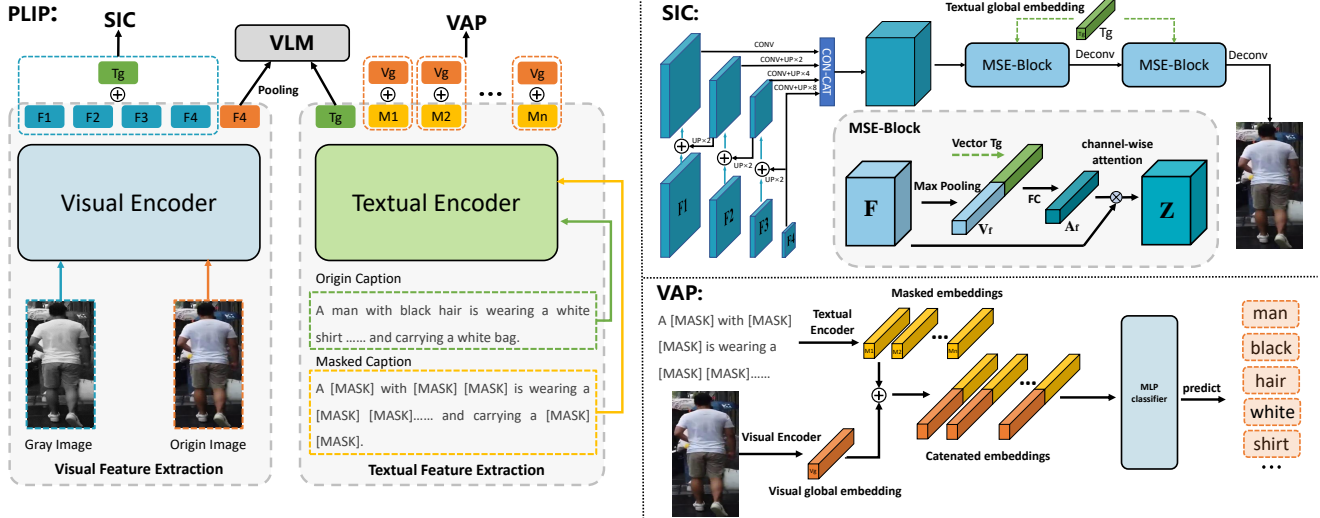 PLIP:
SIC
VAP
VLM
Tg
Pooling
Vg
Vg
Vg
F1
F2
F3
F4
F4
Tg
M1
M2
...
Mn
Visual Encoder
Textual Encoder
Origin Caption
A man with black hair is wearing a white
shirt ...... and carrying a white bag.
Masked Caption
A [MASK] with [MASK] [MASK] is wearing a
[MASK] [MASK]...... and carrying a [MASK]
[MASK].
Gray Image
Origin Image
Visual Feature Extraction
Textual Feature Extraction
SIC:
Textual global embedding
Tg
Tg
CONV
CONV+UP×2
CONV+UP×4
CONV+UP×8
CON-CAT
MSE-Block
Deconv
MSE-Block
Deconv
UP×2
UP×2
UP×2
F1
F2
F3
F4
MSE-Block
Vector Tg
channel-wise
attention
Max Pooling
FC
F
Vf
Af
Z
VAP:
Masked embeddings
A [MASK] with [MASK]
[MASK] is wearing a
[MASK] [MASK]......
Textual
Encoder
M1
M2
...
Mn
...
MLP
classifier
predict
man
black
hair
white
shirt
...
Visual Encoder
Vg
Visual global embedding
Catenated embeddings